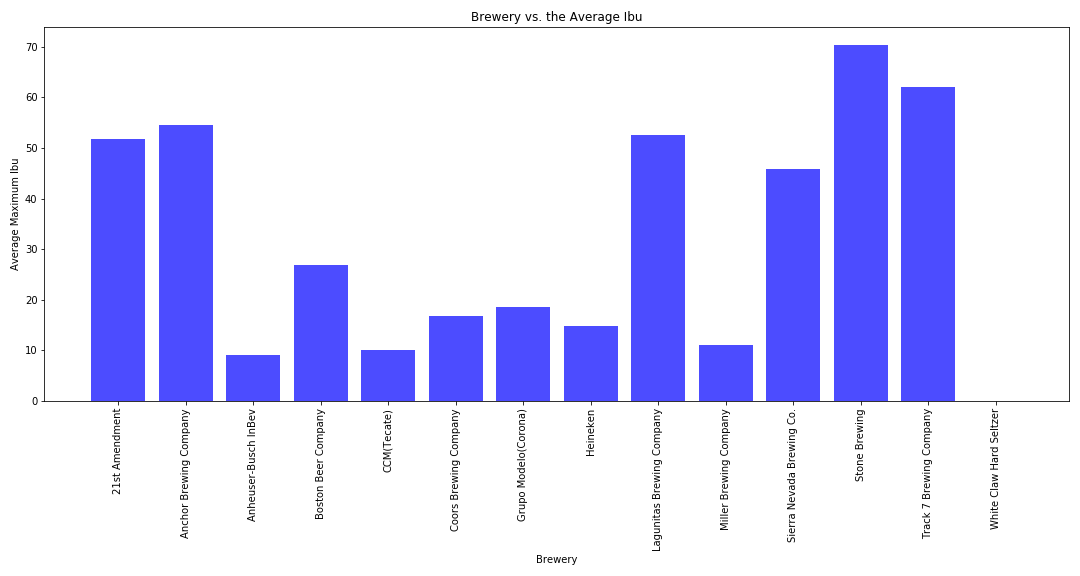 Brewery vs. the Average Ibu
Average Maximum Ibu
70
60
50
40
30
20
10
0
21st Amendment
Anchor Brewing Company
Anheuser-Busch InBev
Boston Beer Company
CCM(Tecate)
Coors Brewing Company
Grupo Modelo(Corona)
Heineken
Lagunitas Brewing Company
Miller Brewing Company
Sierra Nevada Brewing Co.
Stone Brewing
Track 7 Brewing Company
White Claw Hard Seltzer
Brewery